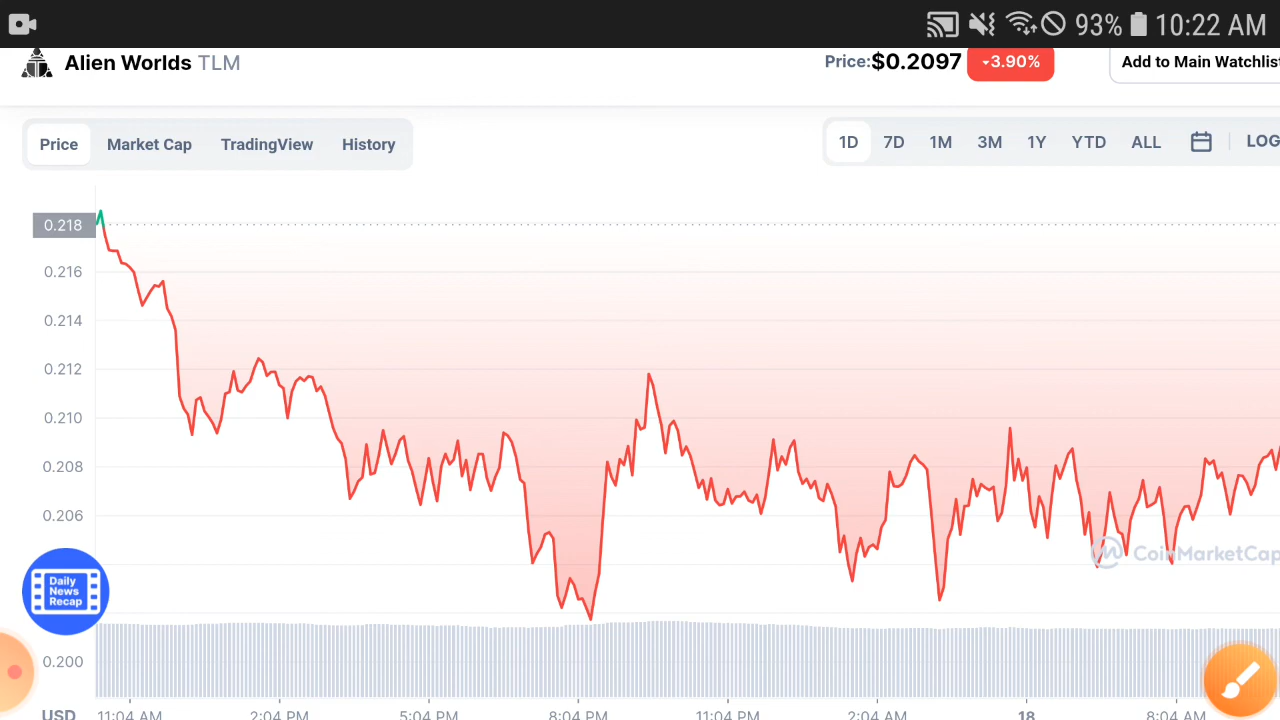 93% 10:22 AM
Alien Worlds TLM
Price: $0.2097 -3.90%
Add to Main Watchlist
Price Market Cap TradingView History
1D 7D 1M 3M 1Y YTD ALL LOG
0.218
0.216
0.214
0.212
0.210
0.208
0.206
CoinMarketCap
Daily
News
Recap
0.200
USD 11:04 AM 2:04 PM 5:04 PM 8:04 PM 11:04 PM 2:04 AM 18 8:04 AM